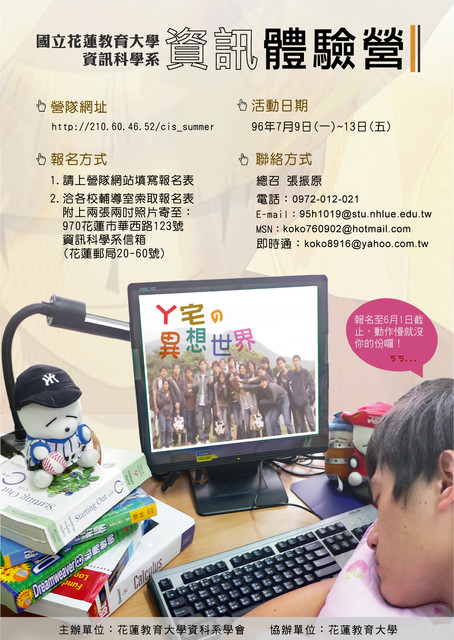 國立花蓮教育大學
資訊科學系
資訊體驗營
營隊網址
http://210.60.46.52/cis_summer
活動日期
96年7月9日(一)~13日(五)
報名方式
1. 請上營隊網站填寫報名表
2. 洽各校輔導室索取報名表
附上兩張兩吋照片寄至：
970花蓮市華西路123號
資訊科學系信箱
(花蓮郵局20-60號)
聯絡方式
總召 張振原
電話：0972-012-021
E-mail：95h1019@stu.nhlue.edu.tw
MSN：koko760902@hotmail.com
即時通：koko8916@yahoo.com.tw
ASUS
丫宅の
異想世界
報名至6月1日截
止，動作慢就沒
你的份囉！
ㄎㄎ...
Starting Out with C
Starting Out
Dreamweaver
Calculus
主辦單位：花蓮教育大學資科系學會
協辦單位：花蓮教育大學